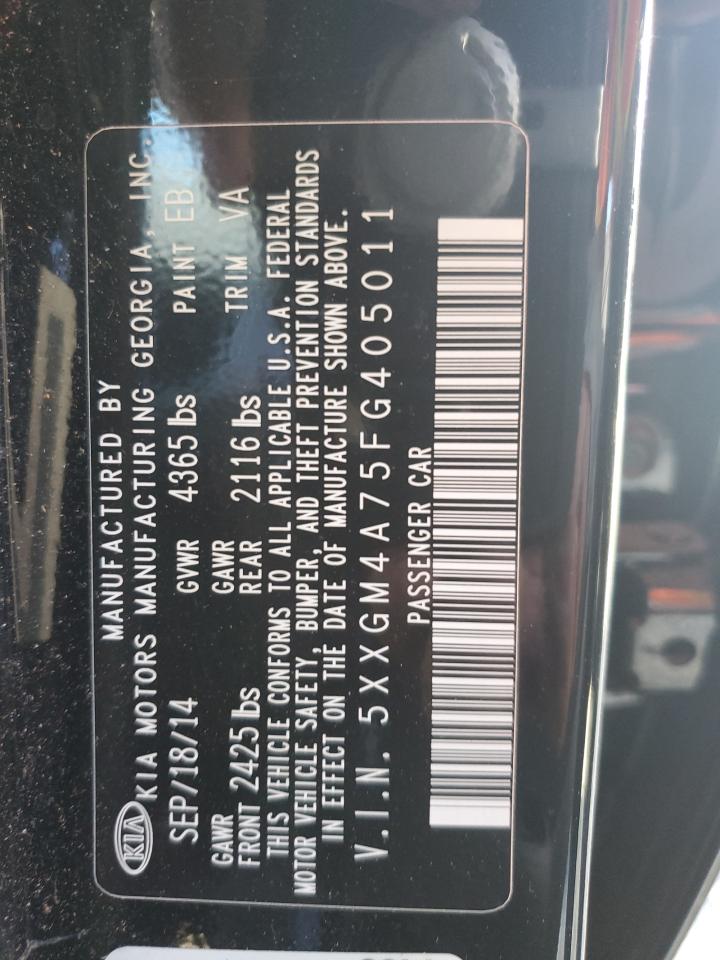 MANUFACTURED BY
KIA KIA MOTORS MANUFACTURING GEORGIA, INC.
SEP/18/14 GVWR 4365 lbs PAINT EB
GAWR FRONT 2425 lbs GAWR REAR 2116 lbs TRIM VA
THIS VEHICLE CONFORMS TO ALL APPLICABLE U.S.A. FEDERAL
MOTOR VEHICLE SAFETY, BUMPER, AND THEFT PREVENTION STANDARDS
IN EFFECT ON THE DATE OF MANUFACTURE SHOWN ABOVE.
V.I.N. 5XXGM4A75FG405011
PASSENGER CAR